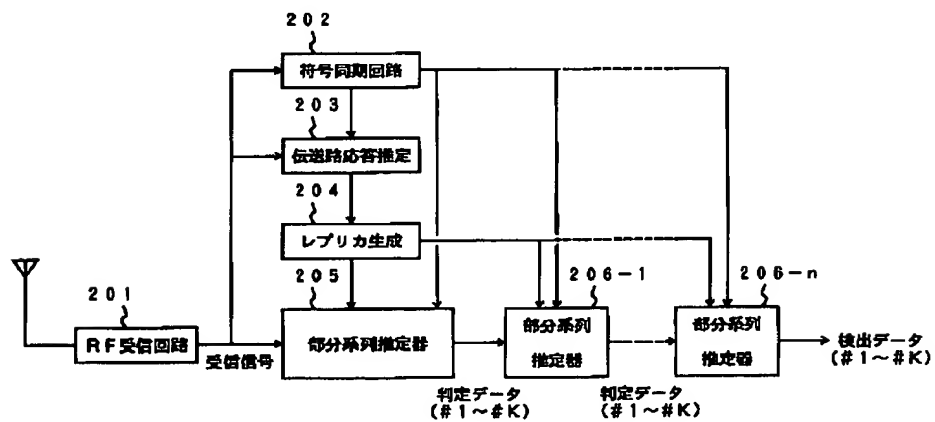 202
符号同期回路
203
伝送路応答推定
204
レプリカ生成
205
206-1
206-n
201
RF受信回路
受信信号
部分系列推定器
部分系列
推定器
部分系列
推定器
検出データ
(#1~#K)
判定データ
(#1~#K)
判定データ
(#1~#K)